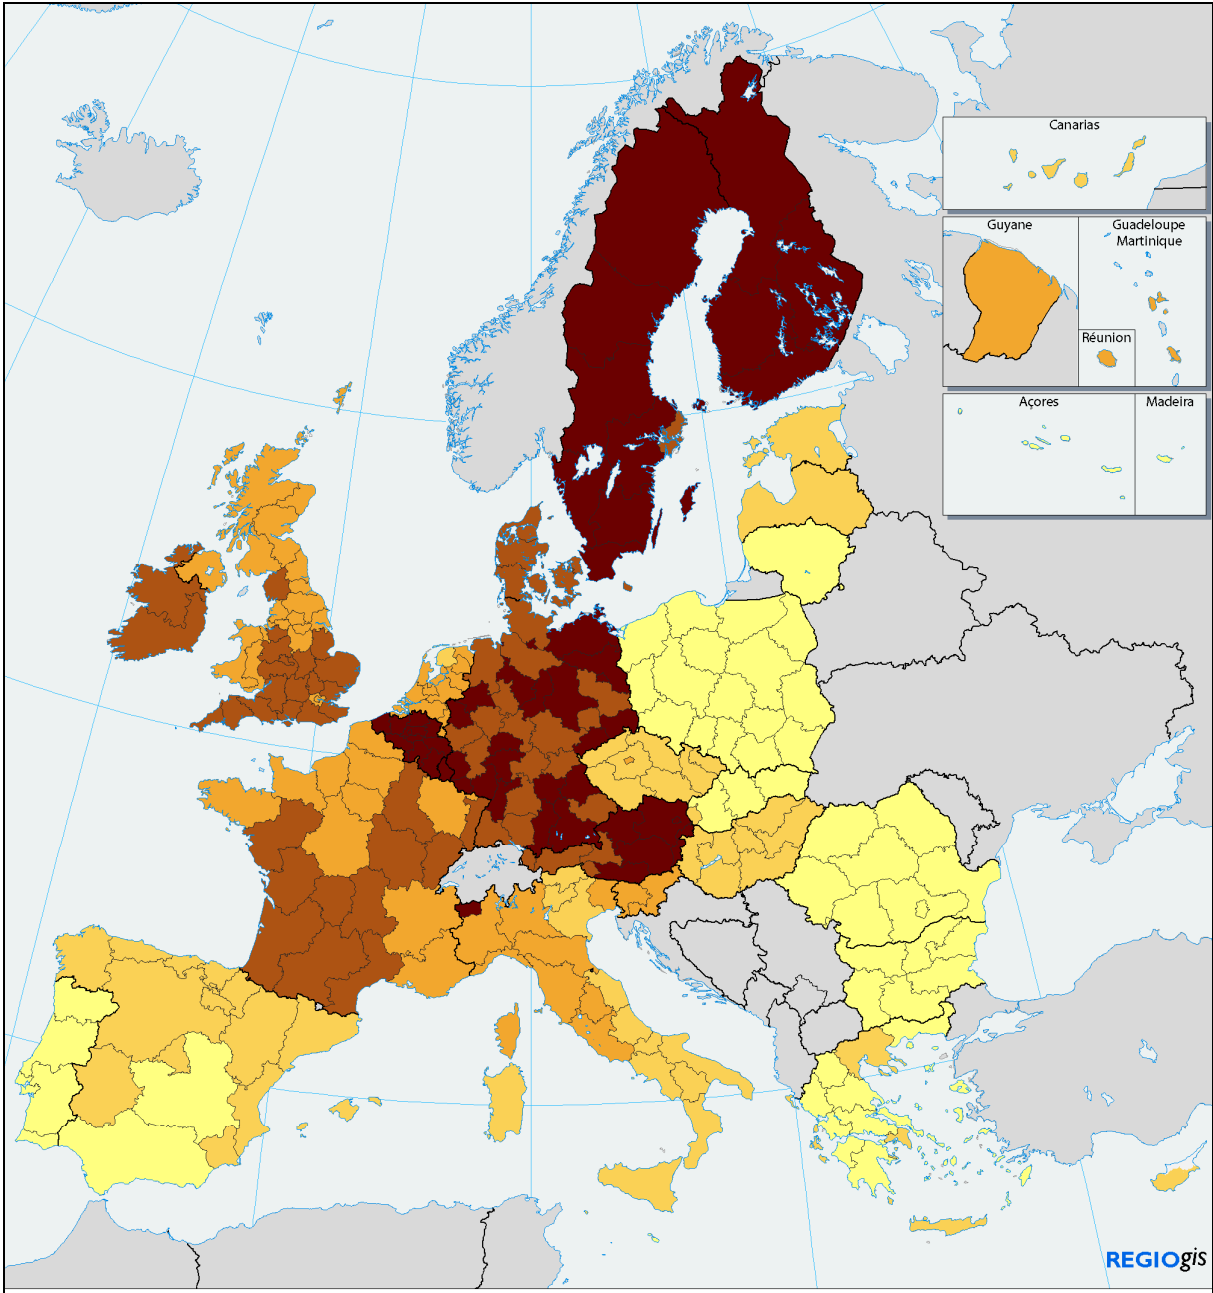 Canarias
Guyane
Guadeloupe
Martinique
Réunion
Açores
Madeira
REGIOgis